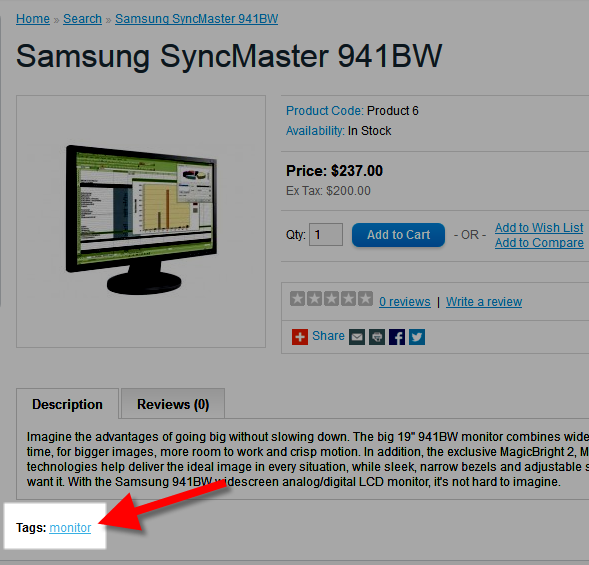 Home » Search » Samsung SyncMaster 941BW
Samsung SyncMaster 941BW
Product Code: Product 6
Availability: In Stock
Price: $237.00
Ex Tax: $200.00
Qty: 1 Add to Cart - OR - Add to Wish List
Add to Compare
0 reviews | Write a review
Share
Description Reviews (0)
Imagine the advantages of going big without slowing down. The big 19" 941BW monitor combines wide
time, for bigger images, more room to work and crisp motion. In addition, the exclusive MagicBright 2, M
technologies help deliver the ideal image in every situation, while sleek, narrow bezels and adjustable s
want it. With the Samsung 941BW widescreen analog/digital LCD monitor, it's not hard to imagine.
Tags: monitor